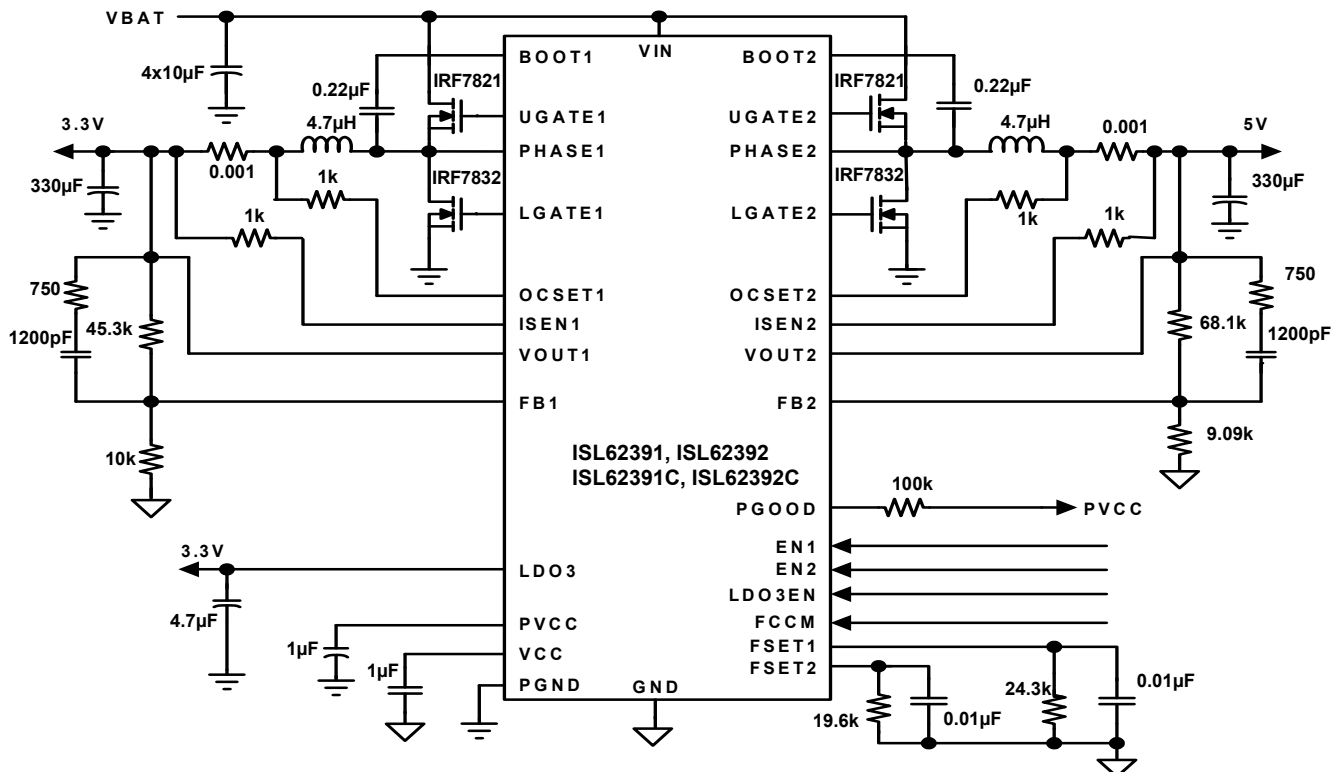 VBAT
4x10µF
0.22µF
IRF7821
BOOT1
VIN
BOOT2
IRF7821
0.22µF
UGATE1
UGATE2
3.3V
4.7µH
4.7µH
0.001
5V
0.001
PHASE1
PHASE2
330µF
1k
IRF7832
IRF7832
1k
330µF
1k
LGATE1
LGATE2
1k
750
OCSET1
OCSET2
750
1200pF
45.3k
ISEN1
ISEN2
68.1k
1200pF
VOUT1
VOUT2
FB1
FB2
10k
9.09k
ISL62391, ISL62392
ISL62391C, ISL62392C
PGOOD
100k
PVCC
3.3V
EN1
LDO3
EN2
LDO3EN
4.7µF
FCCM
PVCC
FSET1
1µF
VCC
FSET2
1µF
PGND
GND
19.6k
0.01µF
24.3k
0.01µF